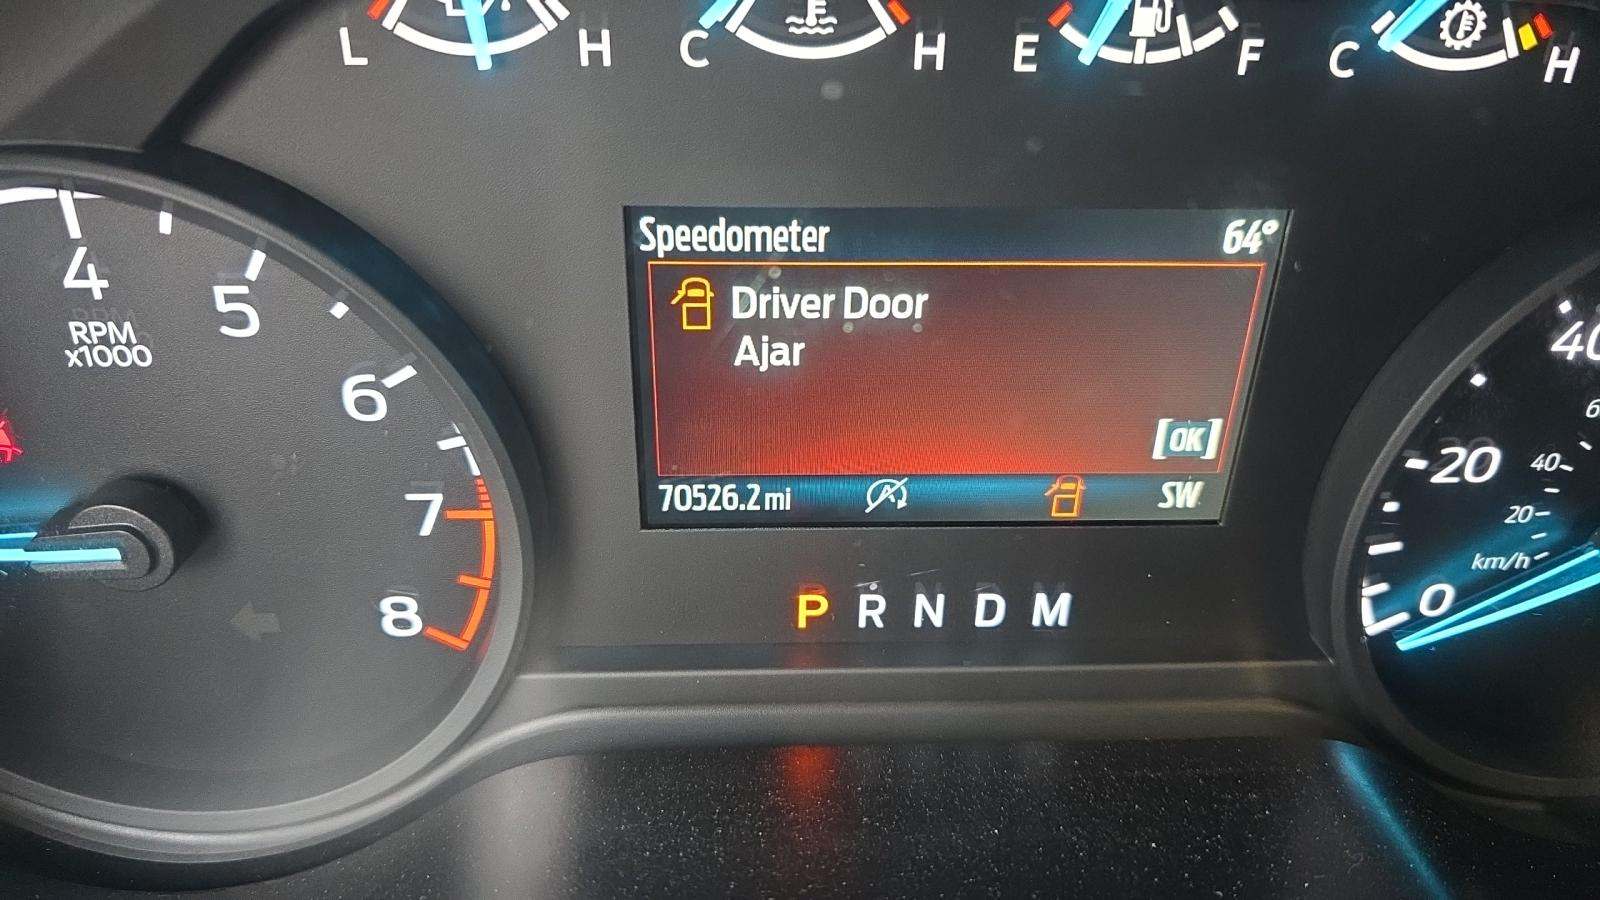 L H C H E F C H
Speedometer 64°
Driver Door
Ajar
[OK]
70526.2 mi SW
P R N D M
4
5
6
7
8
RPM
x1000
40
20
0
40
20
km/h